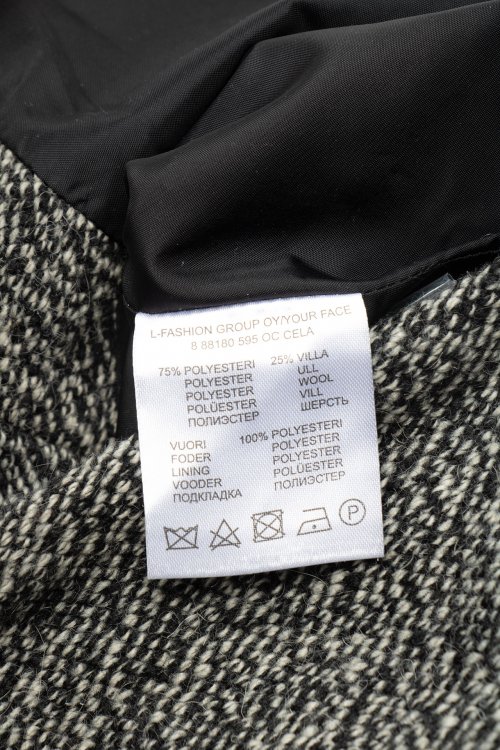 L-FASHION GROUP OY/YOUR FACE
8 88180 595 OC CELA
75% POLYESTERI 25% VILLA
POLYESTER ULL
POLYESTER WOOL
POLÜESTER VILL
ПОЛИЭСТЕР ШЕРСТЬ
VUORI 100% POLYESTERI
FODER POLYESTER
LINING POLYESTER
VOODER POLÜESTER
ПОДКЛАДКА ПОЛИЭСТЕР
P